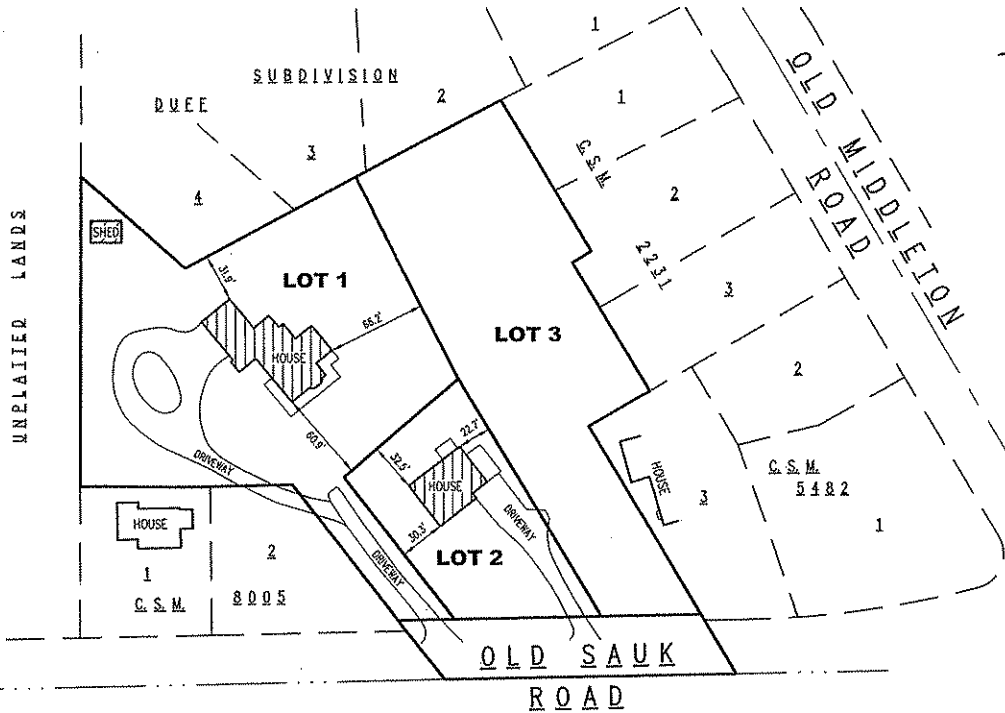 1
SUBDIVISION
2
DUFF
3
4
1
OLD MIDDLETON
ROAD
C.S.M.
2231
2
3
UNPLATTED LANDS
SHED
31.9'
LOT 1
65.2'
LOT 3
HOUSE
60.9'
DRIVEWAY
2
22.7'
32.5'
HOUSE
HOUSE
3
C.S.M.
5482
1
HOUSE
1
C.S.M.
2
8005
DRIVEWAY
30.3'
DRIVEWAY
LOT 2
OLD SAUK
ROAD